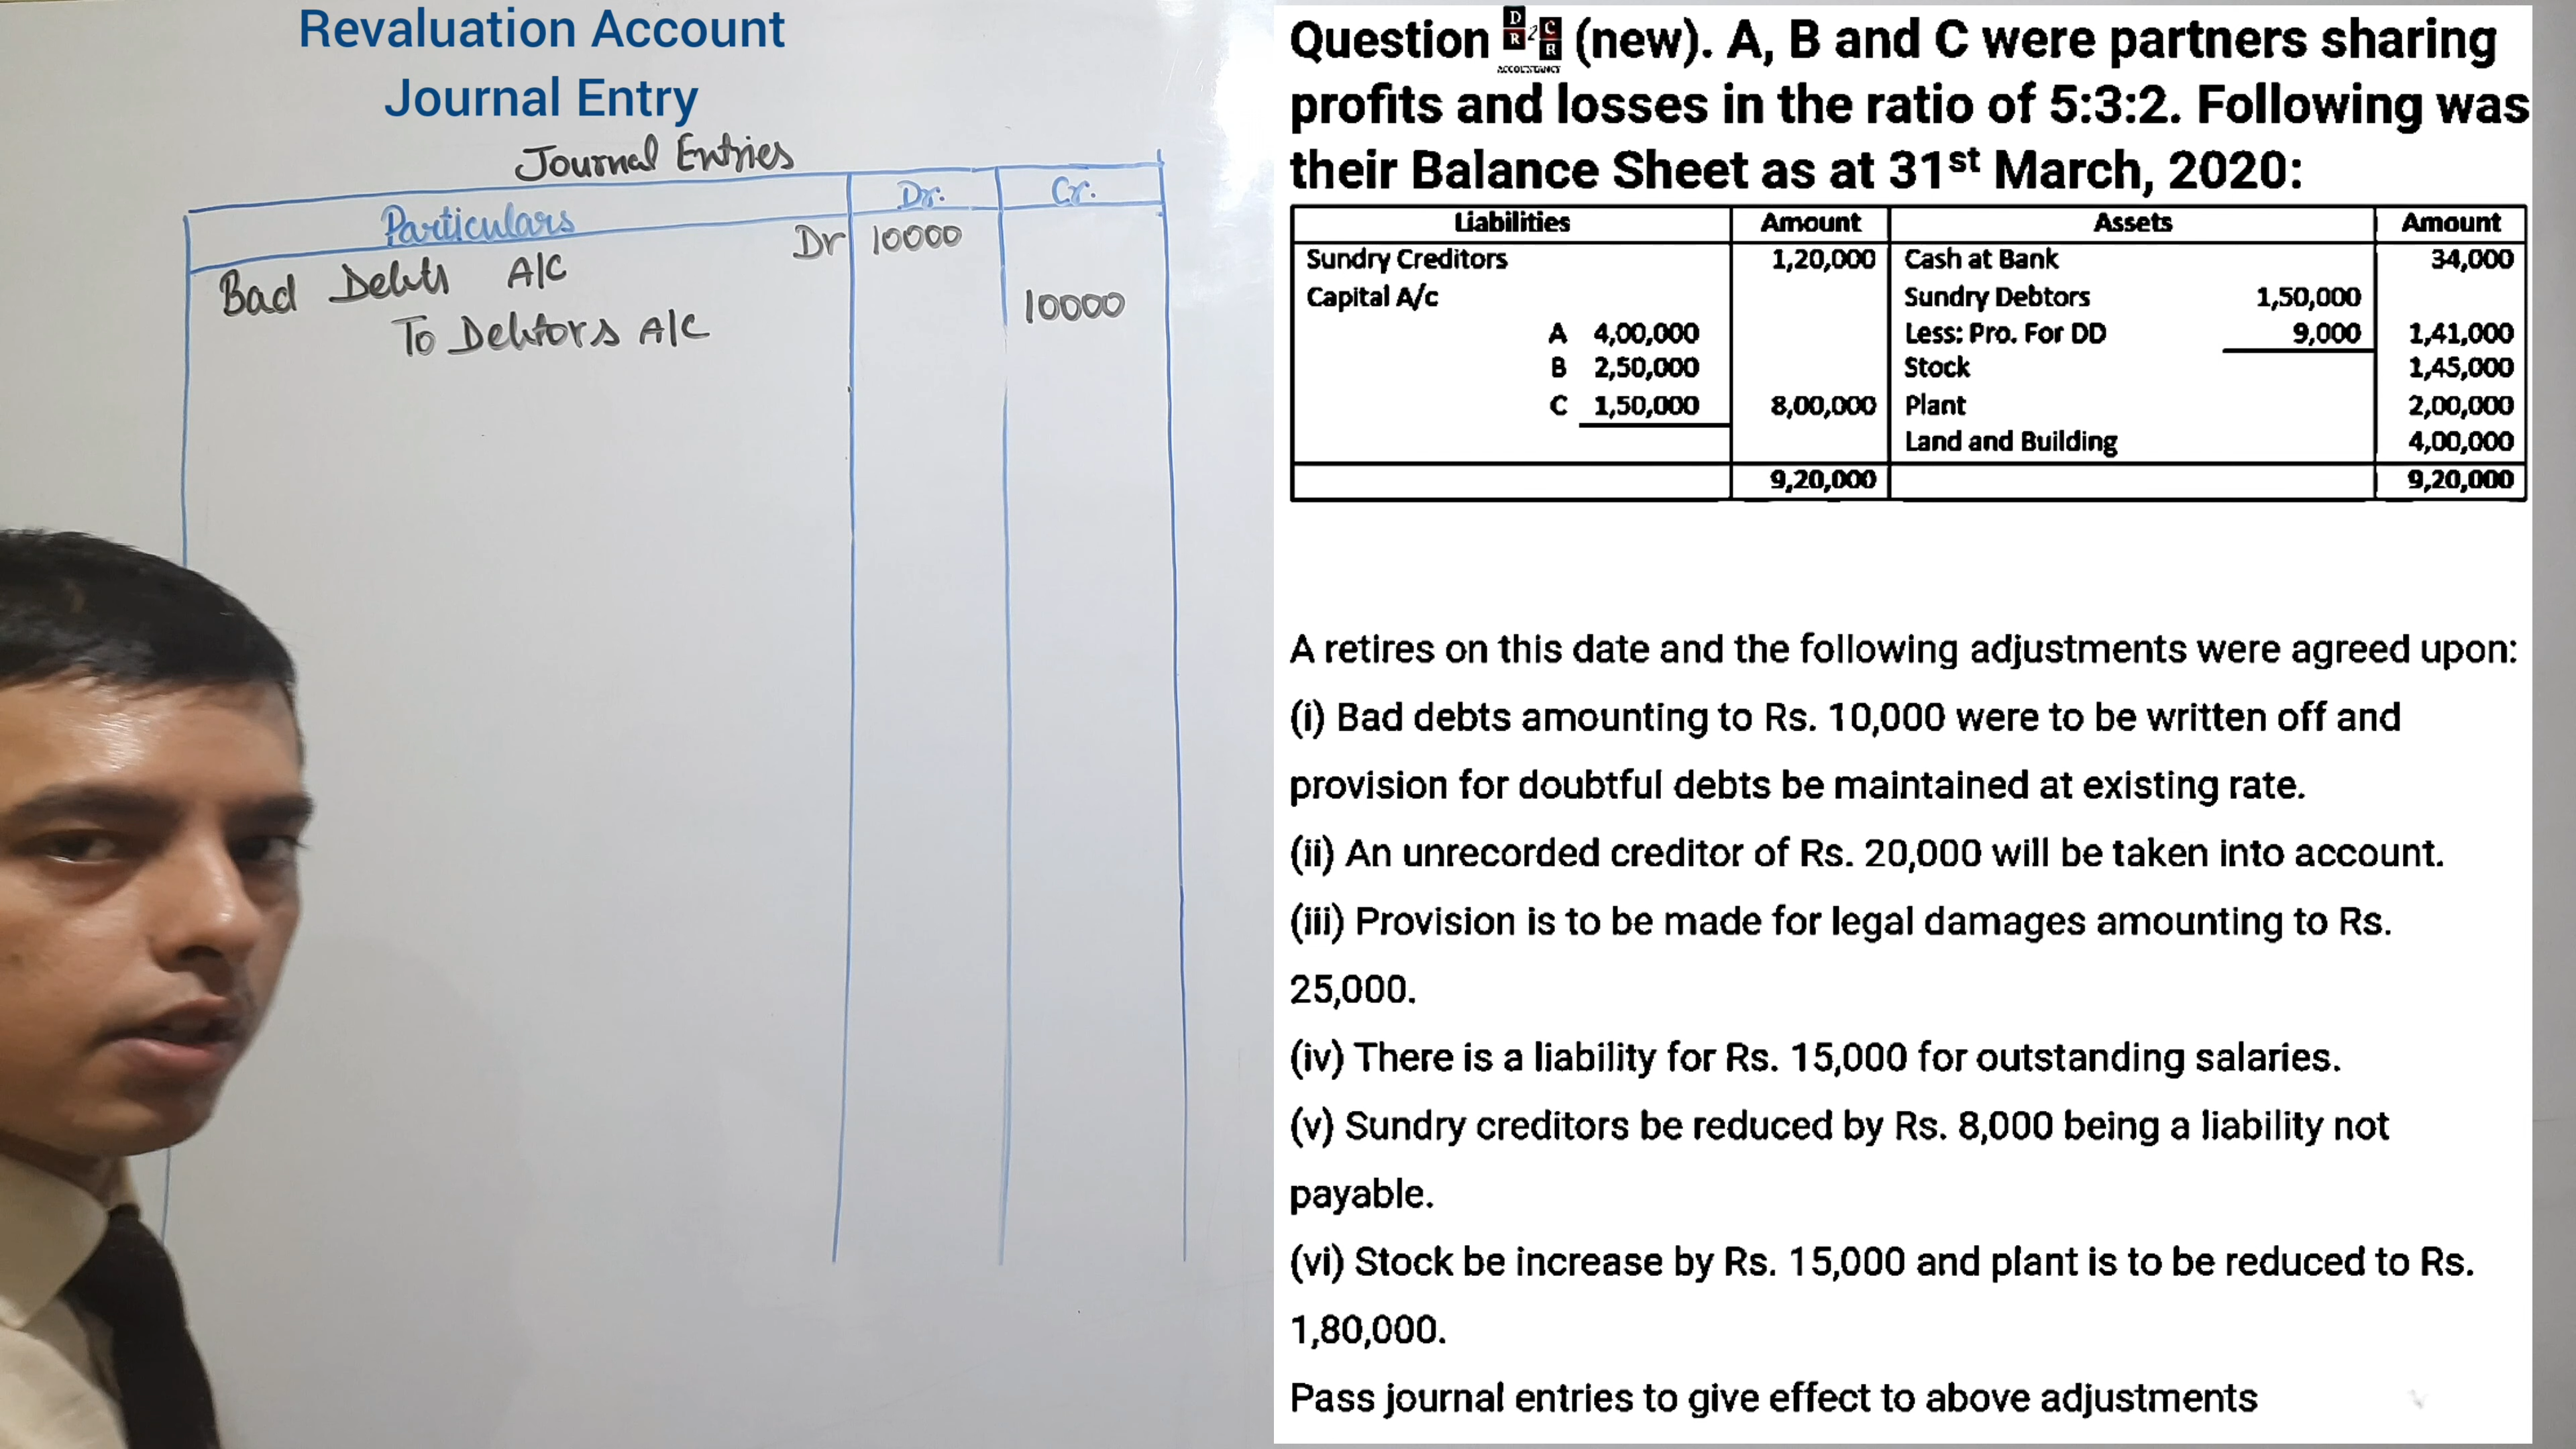 Revaluation Account
Journal Entry
Journal Entries
Particulars Dr. Cr.
Bad Debts A/C Dr 10000
To Debtors A/C 10000
Question DR2CR ACCOUNTANCY (new). A, B and C were partners sharing
profits and losses in the ratio of 5:3:2. Following was
their Balance Sheet as at 31st March, 2020:
Liabilities Amount Assets Amount
Sundry Creditors 1,20,000 Cash at Bank 34,000
Capital A/c Sundry Debtors 1,50,000
A 4,00,000 Less: Pro. For DD 9,000 1,41,000
B 2,50,000 Stock 1,45,000
C 1,50,000 8,00,000 Plant 2,00,000
Land and Building 4,00,000
9,20,000 9,20,000
A retires on this date and the following adjustments were agreed upon:
(i) Bad debts amounting to Rs. 10,000 were to be written off and
provision for doubtful debts be maintained at existing rate.
(ii) An unrecorded creditor of Rs. 20,000 will be taken into account.
(iii) Provision is to be made for legal damages amounting to Rs.
25,000.
(iv) There is a liability for Rs. 15,000 for outstanding salaries.
(v) Sundry creditors be reduced by Rs. 8,000 being a liability not
payable.
(vi) Stock be increase by Rs. 15,000 and plant is to be reduced to Rs.
1,80,000.
Pass journal entries to give effect to above adjustments